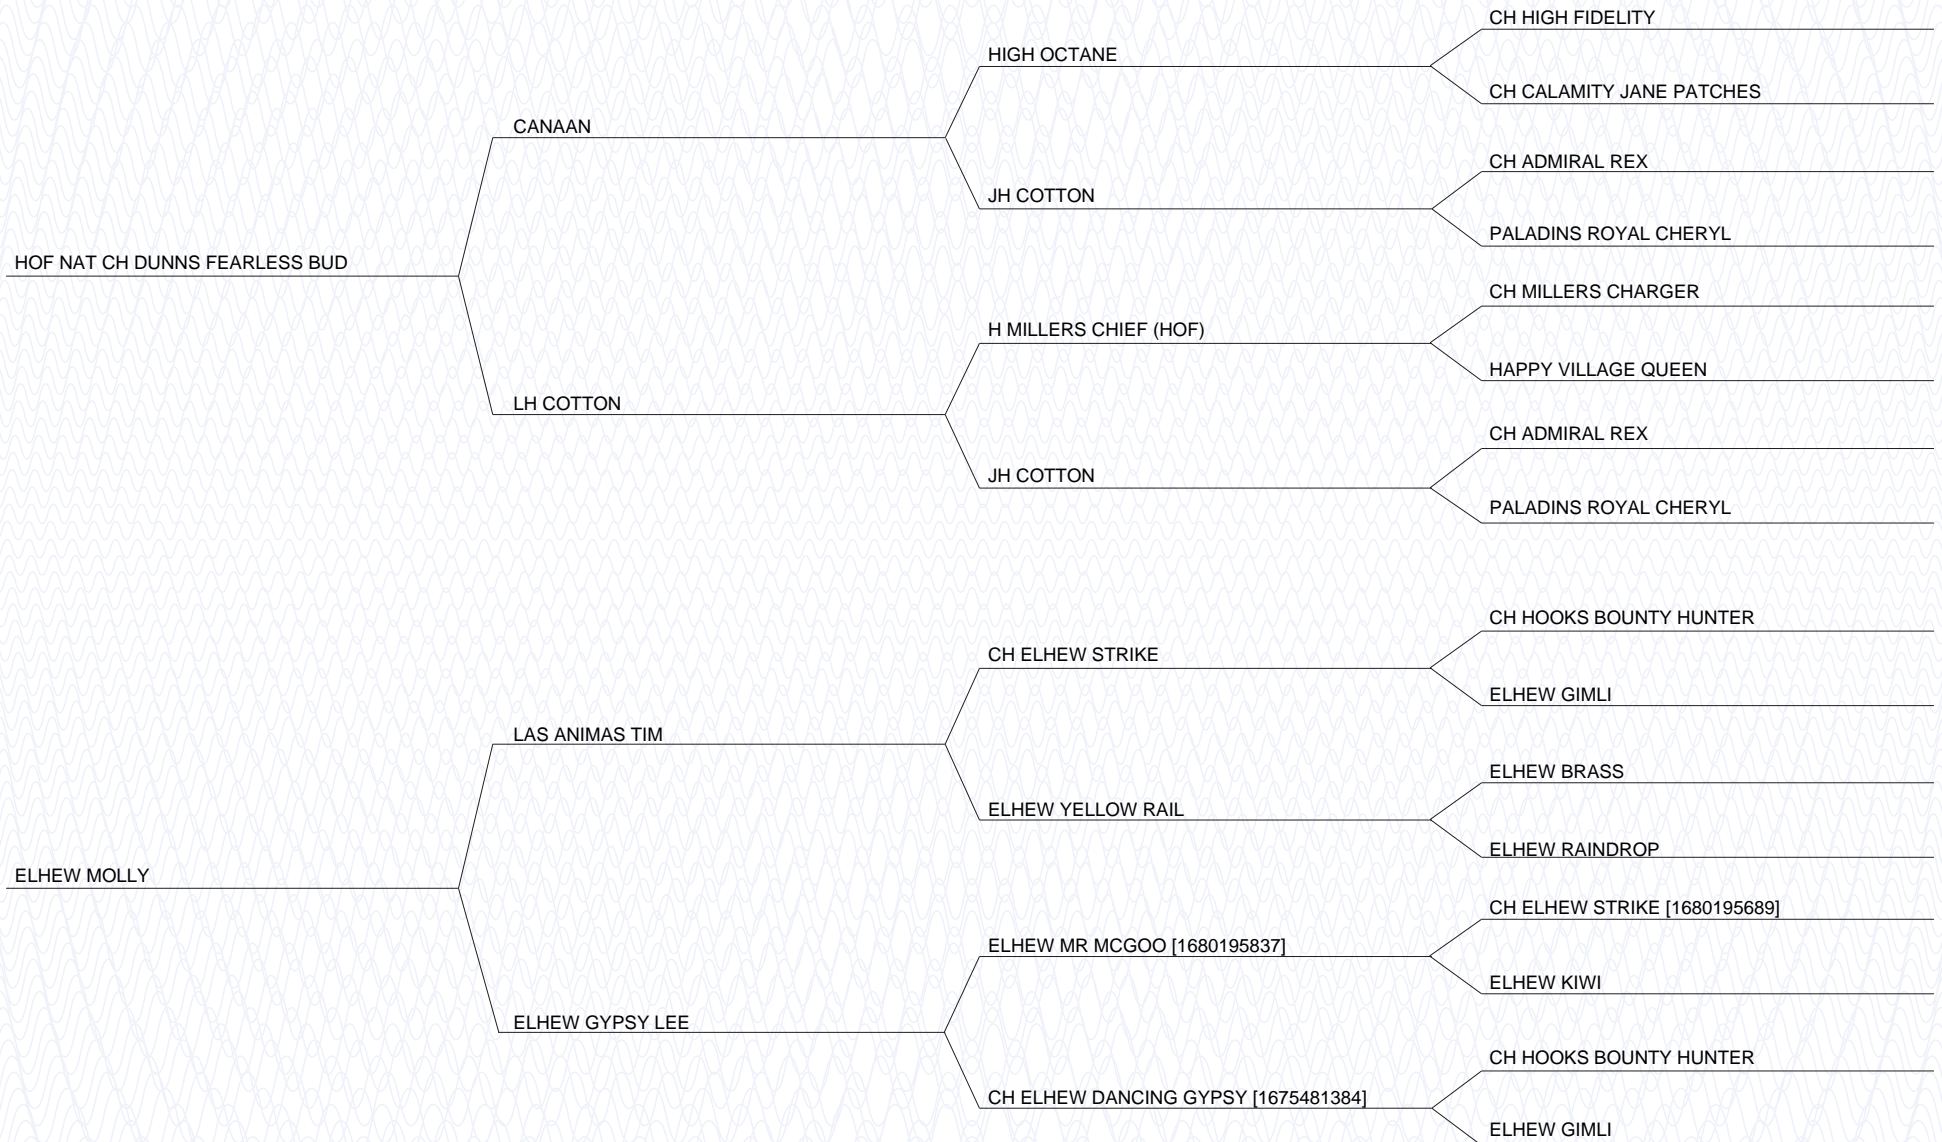 CH HIGH FIDELITY
HIGH OCTANE
CH CALAMITY JANE PATCHES
CANAAN
CH ADMIRAL REX
JH COTTON
PALADINS ROYAL CHERYL
HOF NAT CH DUNNS FEARLESS BUD
CH MILLERS CHARGER
H MILLERS CHIEF (HOF)
HAPPY VILLAGE QUEEN
LH COTTON
CH ADMIRAL REX
JH COTTON
PALADINS ROYAL CHERYL
CH HOOKS BOUNTY HUNTER
CH ELHEW STRIKE
ELHEW GIMLI
LAS ANIMAS TIM
ELHEW BRASS
ELHEW YELLOW RAIL
ELHEW RAINDROP
ELHEW MOLLY
CH ELHEW STRIKE [1680195689]
ELHEW MR MCGOO [1680195837]
ELHEW KIWI
ELHEW GYPSY LEE
CH HOOKS BOUNTY HUNTER
CH ELHEW DANCING GYPSY [1675481384]
ELHEW GIMLI